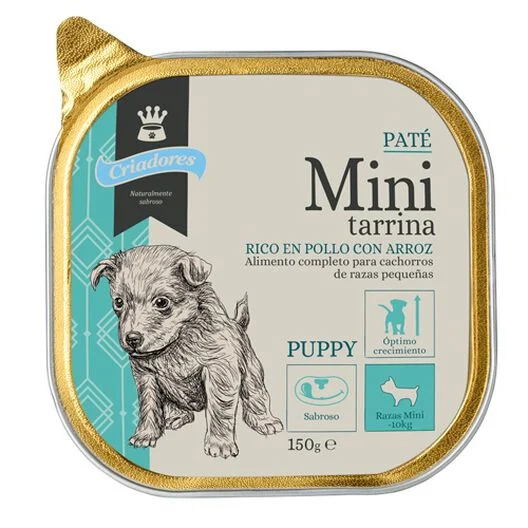 Criadores
Naturalmente
sabroso
PATÉ
Mini
tarrina
RICO EN POLLO CON ARROZ
Alimento completo para cachorros
de razas pequeñas
Óptimo
crecimiento
PUPPY
Sabroso
Razas Mini
-10kg
150g e